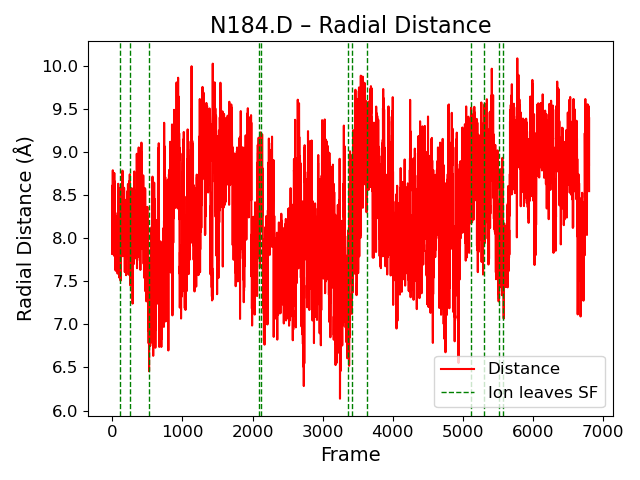 N184.D – Radial Distance
Radial Distance (Å)
10.0
9.5
9.0
8.5
8.0
7.5
7.0
6.5
6.0
Distance
Ion leaves SF
0 1000 2000 3000 4000 5000 6000 7000
Frame